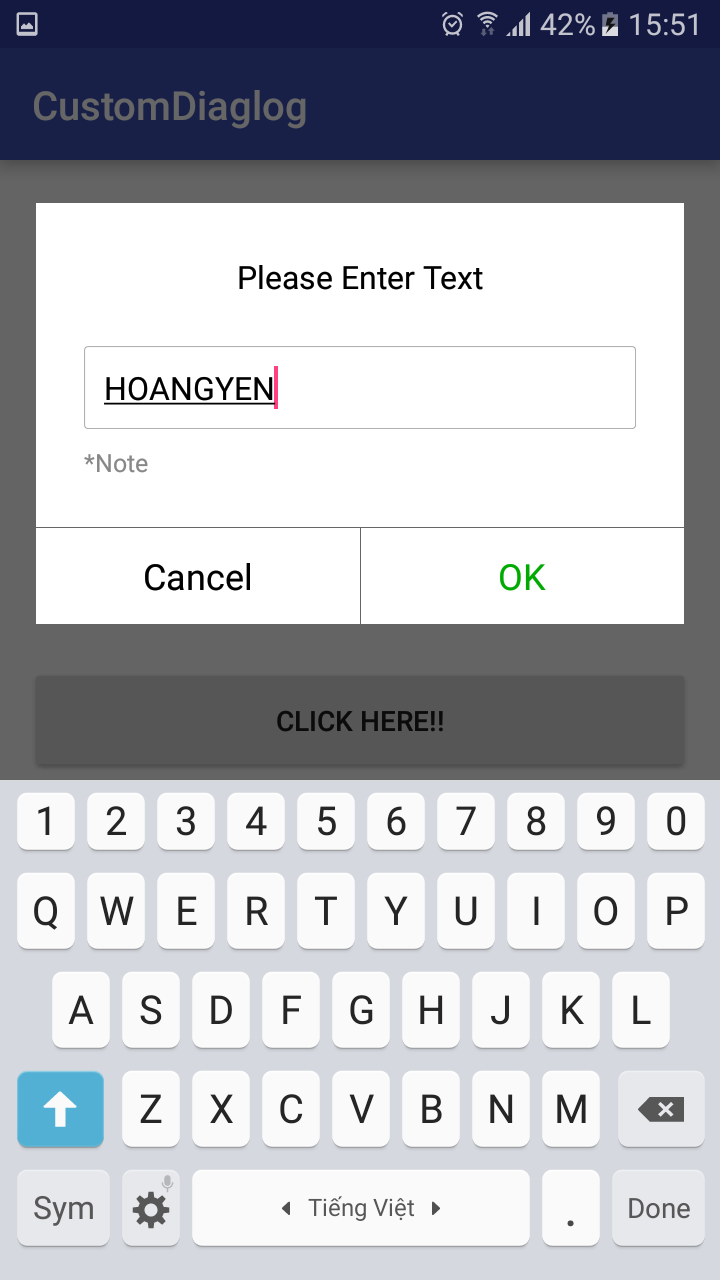 42% 15:51
CustomDiaglog
Please Enter Text
HOANGYEN
*Note
Cancel OK
CLICK HERE!!
1 2 3 4 5 6 7 8 9 0
Q W E R T Y U I O P
A S D F G H J K L
Z X C V B N M
Sym Tiếng Việt . Done